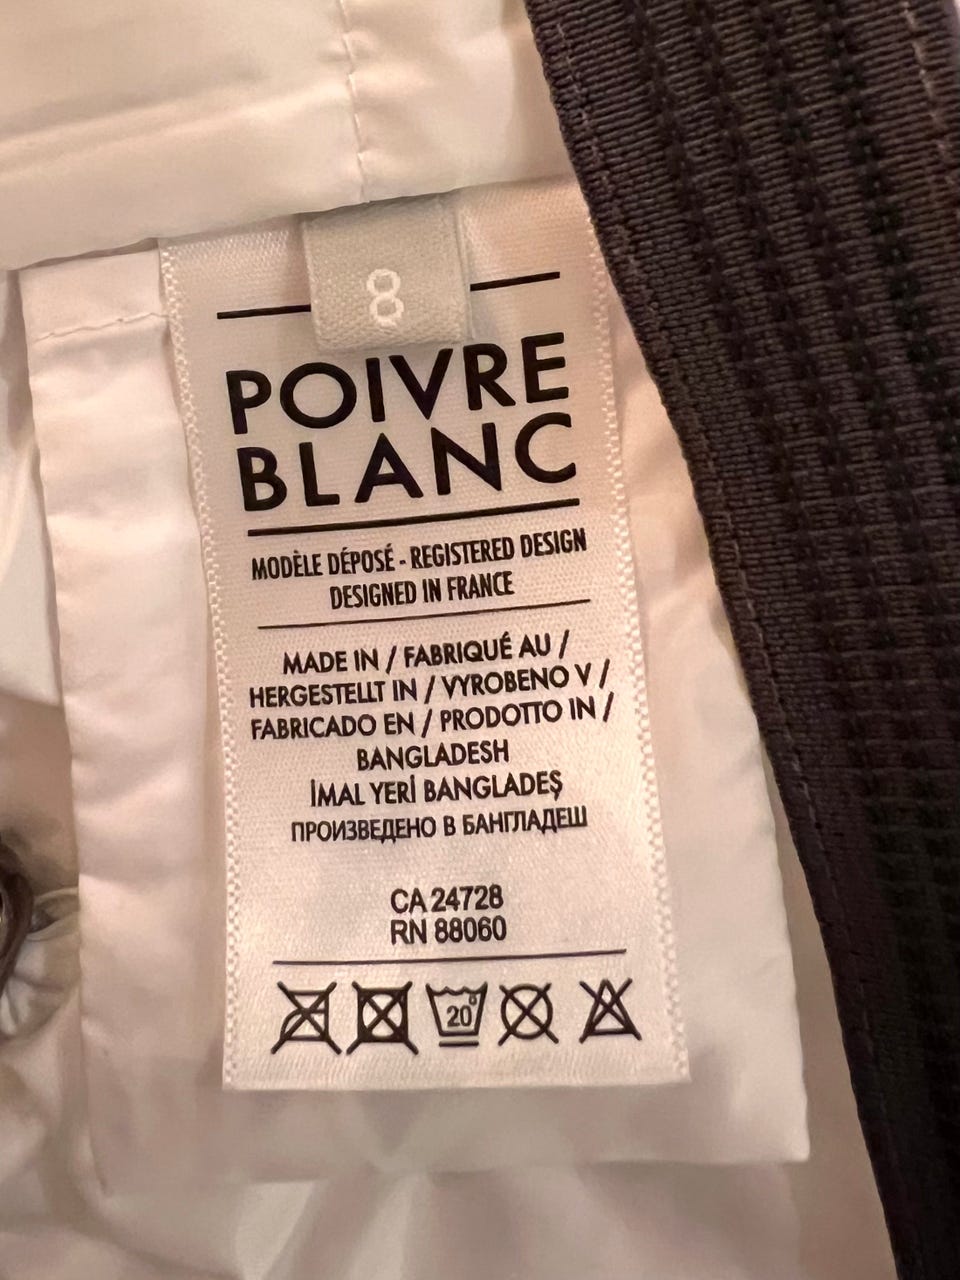 8
POIVRE
BLANC
MODÈLE DÉPOSÉ - REGISTERED DESIGN
DESIGNED IN FRANCE
MADE IN / FABRIQUÉ AU /
HERGESTELLT IN / VYROBENO V /
FABRICADO EN / PRODOTTO IN /
BANGLADESH
İMAL YERİ BANGLADEŞ
ПРОИЗВЕДЕНО В БАНГЛАДЕШ
CA 24728
RN 88060
20°